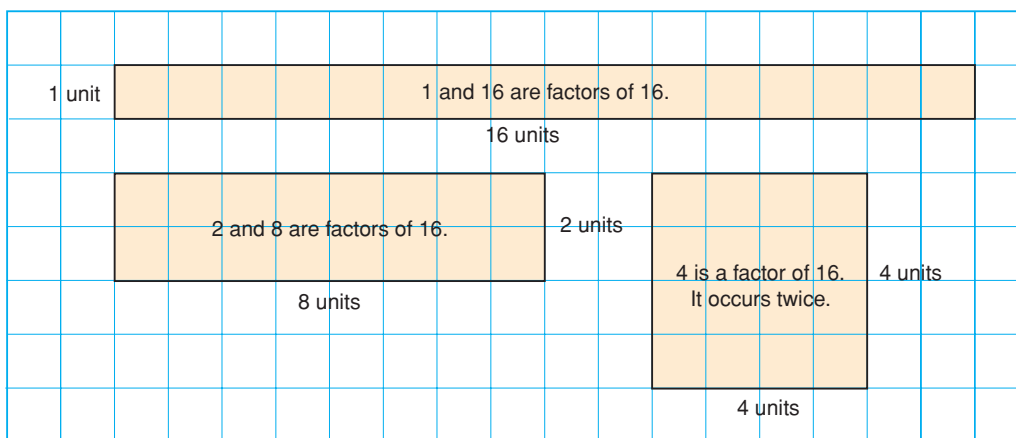 1 unit
1 and 16 are factors of 16.
16 units
2 and 8 are factors of 16.
2 units
8 units
4 is a factor of 16.
It occurs twice.
4 units
4 units